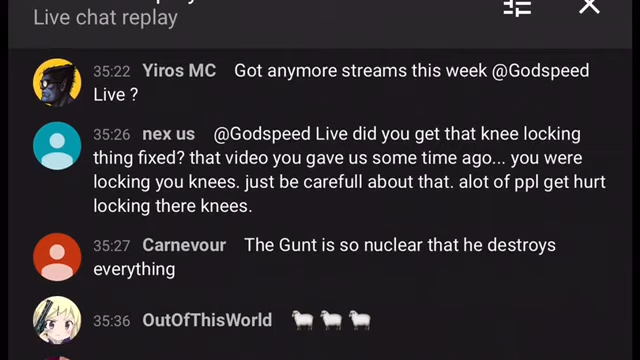 Live chat replay
35:22 Yiros MC Got anymore streams this week @Godspeed
Live ?
35:26 nex us @Godspeed Live did you get that knee locking
thing fixed? that video you gave us some time ago... you were
locking you knees. just be carefull about that. alot of ppl get hurt
locking there knees.
35:27 Carnevour The Gunt is so nuclear that he destroys
everything
35:36 OutOfThisWorld 🐑 🐑 🐑